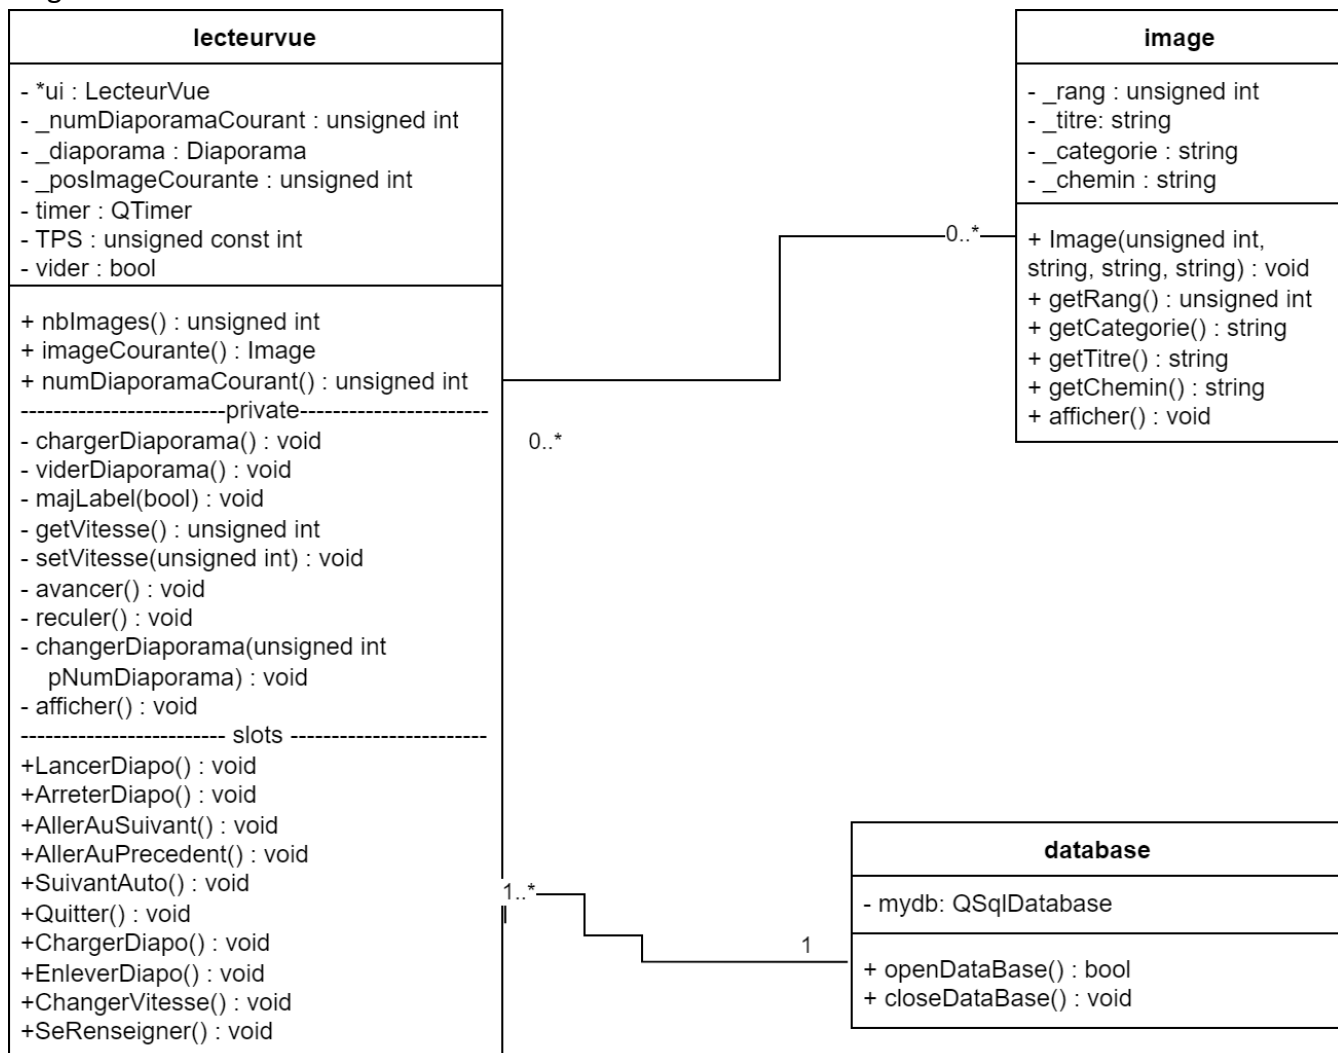 lecteurvue
- *ui : LecteurVue
- _numDiaporamaCourant : unsigned int
- _diaporama : Diaporama
- _posImageCourante : unsigned int
- timer : QTimer
- TPS : unsigned const int
- vider : bool
+ nbImages() : unsigned int
+ imageCourante() : Image
+ numDiaporamaCourant() : unsigned int
-------------------------private-----------------------
- chargerDiaporama() : void
- viderDiaporama() : void
- majLabel(bool) : void
- getVitesse() : unsigned int
- setVitesse(unsigned int) : void
- avancer() : void
- reculer() : void
- changerDiaporama(unsigned int
pNumDiaporama) : void
- afficher() : void
------------------------- slots ------------------------
+LancerDiapo() : void
+ArreterDiapo() : void
+AllerAuSuivant() : void
+AllerAuPrecedent() : void
+SuivantAuto() : void
+Quitter() : void
+ChargerDiapo() : void
+EnleverDiapo() : void
+ChangerVitesse() : void
+SeRenseigner() : void
0..*
0..*
image
- _rang : unsigned int
- _titre: string
- _categorie : string
- _chemin : string
+ Image(unsigned int,
string, string, string) : void
+ getRang() : unsigned int
+ getCategorie() : string
+ getTitre() : string
+ getChemin() : string
+ afficher() : void
1..*
1
database
- mydb: QSqlDatabase
+ openDataBase() : bool
+ closeDataBase() : void